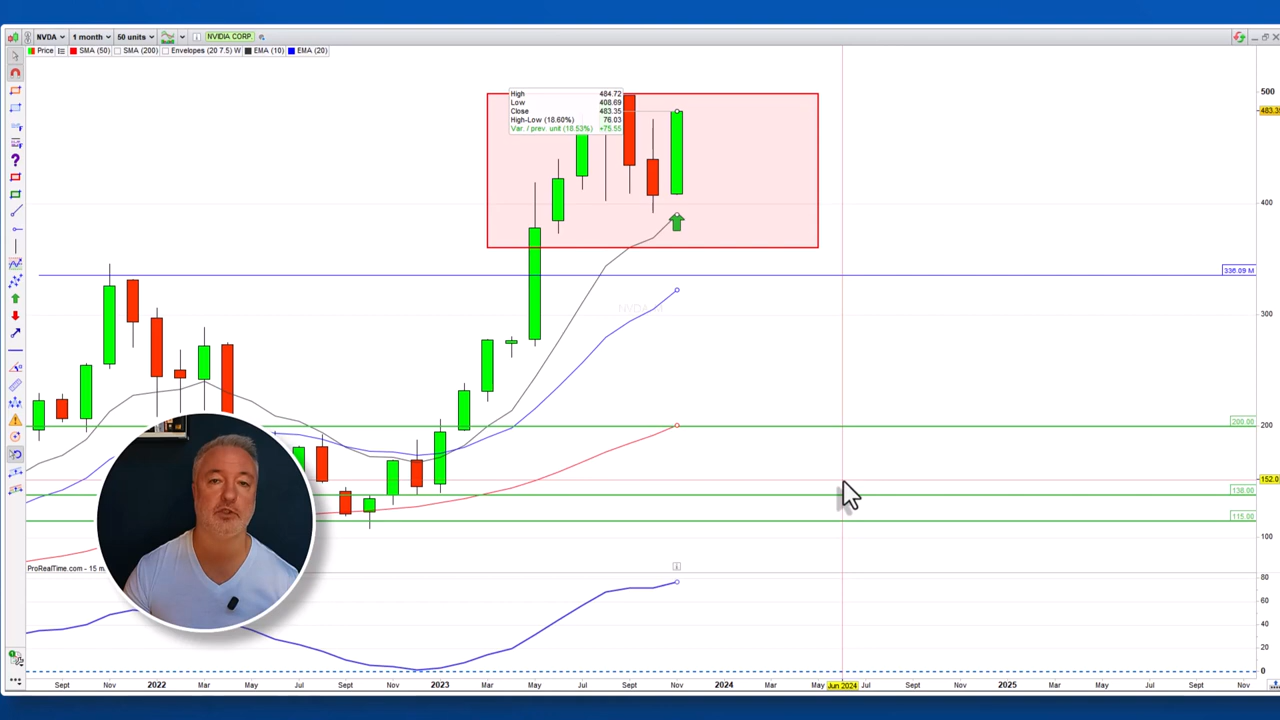 NVDA 1 month 50 units NVIDIA CORP.
Price SMA (50) SMA (200) Envelopes (20 7.5) W EMA (10) EMA (20)
High 484.72
Low 408.69
Close 483.35
High-Low (18.60%) 76.03
Var. / prev. unit (18.53%) +75.55
500
483.35
400
336.09 M
300
NVDA
200.00
200
152.0
138.00
115.00
100
ProRealTime.com - 15 m
80
60
40
20
0
Sept Nov 2022 Mar May Jul Sept Nov 2023 Mar May Jul Sept Nov 2024 Mar May Jun 2024 Jul Sept Nov 2025 Mar May Jul Sept Nov